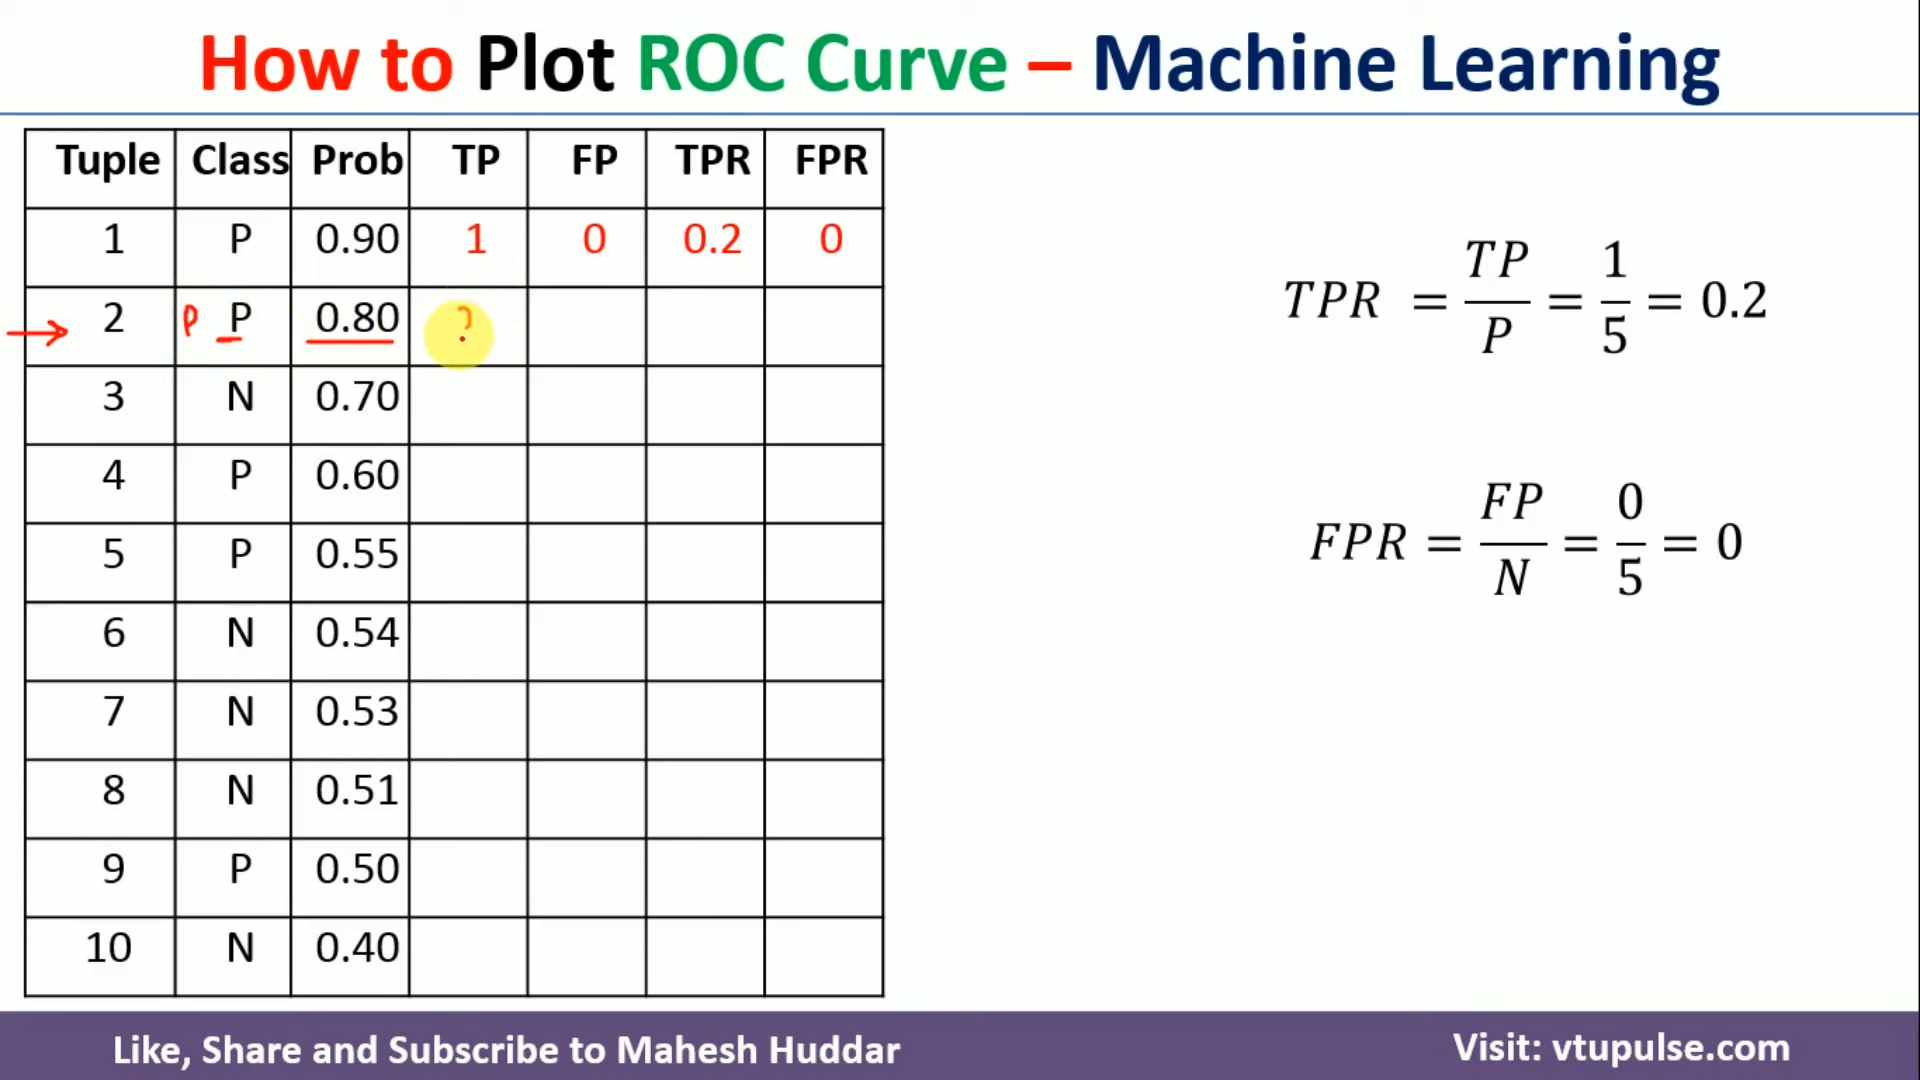 How to Plot ROC Curve – Machine Learning
Tuple Class Prob TP FP TPR FPR
1 P 0.90 1 0 0.2 0
2 P P 0.80 2
3 N 0.70
4 P 0.60
5 P 0.55
6 N 0.54
7 N 0.53
8 N 0.51
9 P 0.50
10 N 0.40
TPR = TP/P = 1/5 = 0.2
FPR = FP/N = 0/5 = 0
Like, Share and Subscribe to Mahesh Huddar
Visit: vtupulse.com